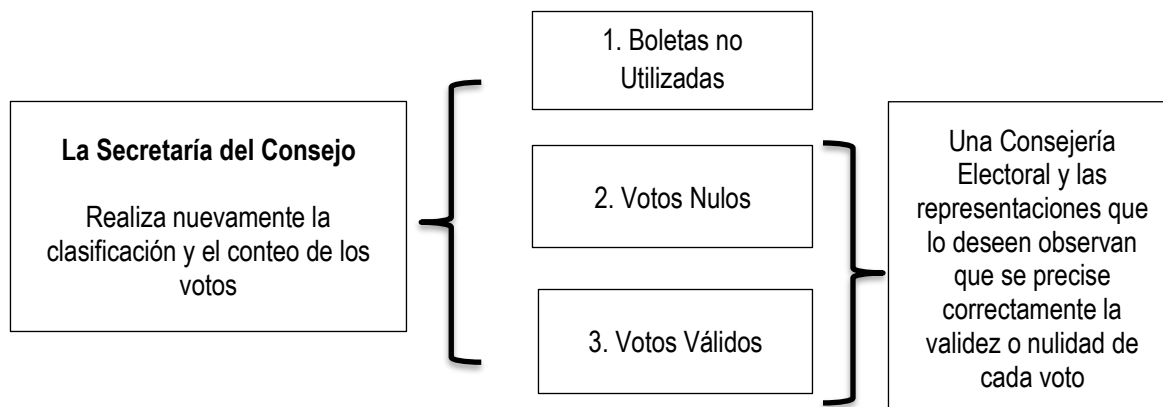 La Secretaría del Consejo
Realiza nuevamente la
clasificación y el conteo de los
votos
1. Boletas no
Utilizadas
2. Votos Nulos
3. Votos Válidos
Una Consejería
Electoral y las
representaciones que
lo deseen observan
que se precise
correctamente la
validez o nulidad de
cada voto